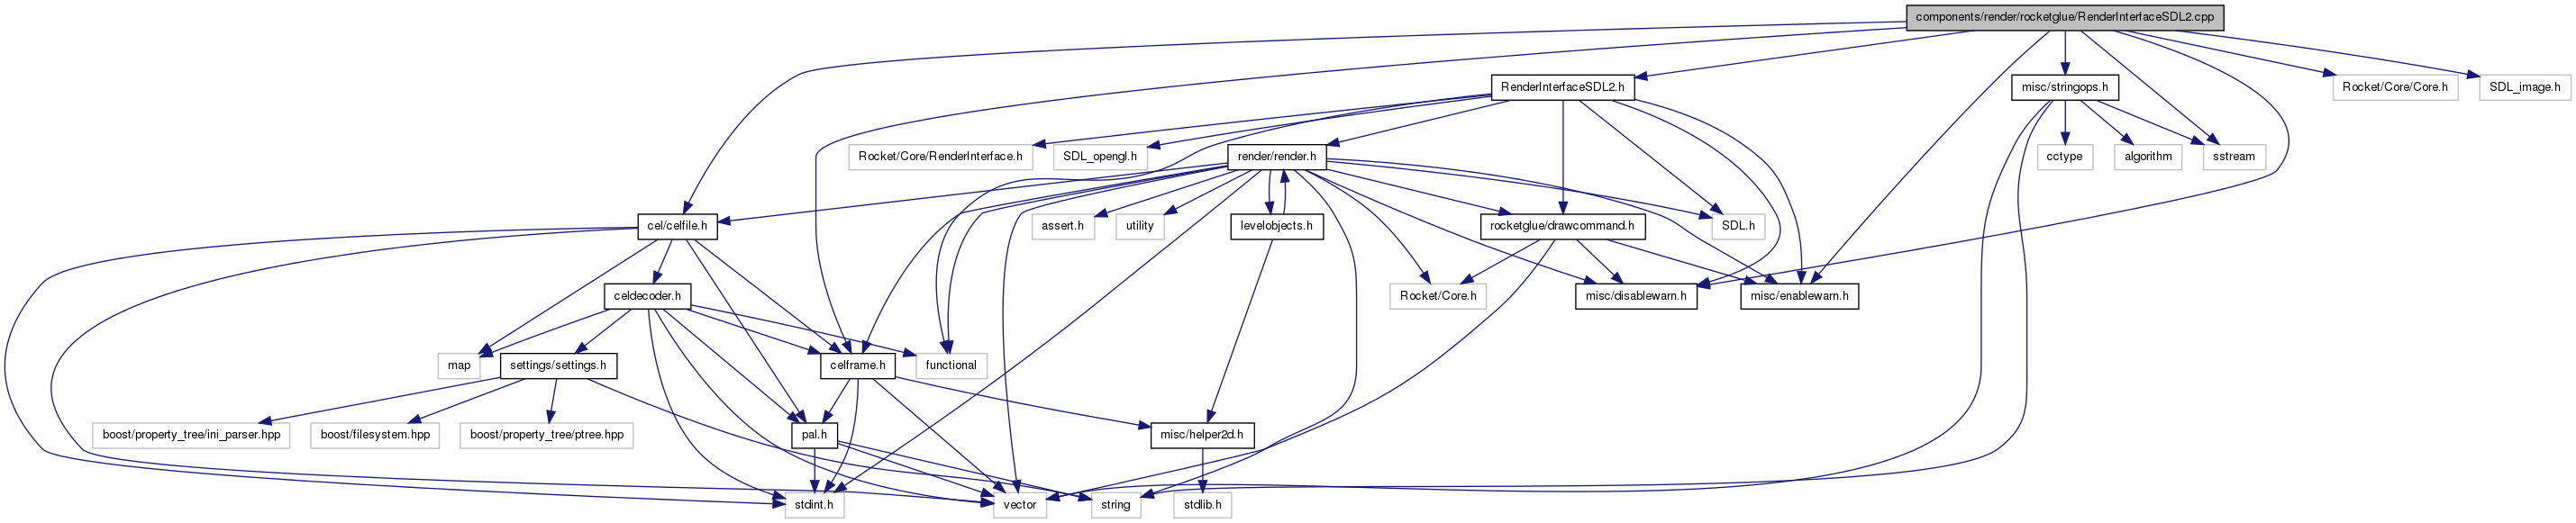 components/render/rocketglue/RenderInterfaceSDL2.cpp
RenderInterfaceSDL2.h
misc/stringops.h
Rocket/Core/Core.h
SDL_image.h
Rocket/Core/RenderInterface.h
SDL_opengl.h
render/render.h
cctype
algorithm
sstream
cel/celfile.h
assert.h
utility
levelobjects.h
rocketglue/drawcommand.h
SDL.h
celdecoder.h
Rocket/Core.h
misc/disablewarn.h
misc/enablewarn.h
map
settings/settings.h
celframe.h
functional
boost/property_tree/ini_parser.hpp
boost/filesystem.hpp
boost/property_tree/ptree.hpp
pal.h
misc/helper2d.h
stdint.h
vector
string
stdlib.h